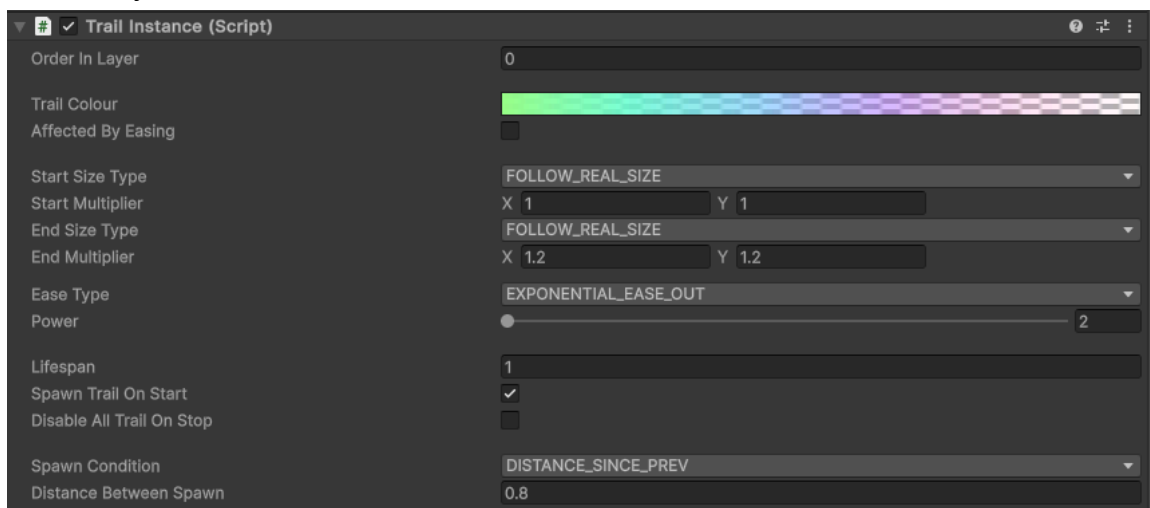 Trail Instance (Script)
Order In Layer 0
Trail Colour
Affected By Easing
Start Size Type FOLLOW_REAL_SIZE
Start Multiplier X 1 Y 1
End Size Type FOLLOW_REAL_SIZE
End Multiplier X 1.2 Y 1.2
Ease Type EXPONENTIAL_EASE_OUT
Power 2
Lifespan 1
Spawn Trail On Start
Disable All Trail On Stop
Spawn Condition DISTANCE_SINCE_PREV
Distance Between Spawn 0.8